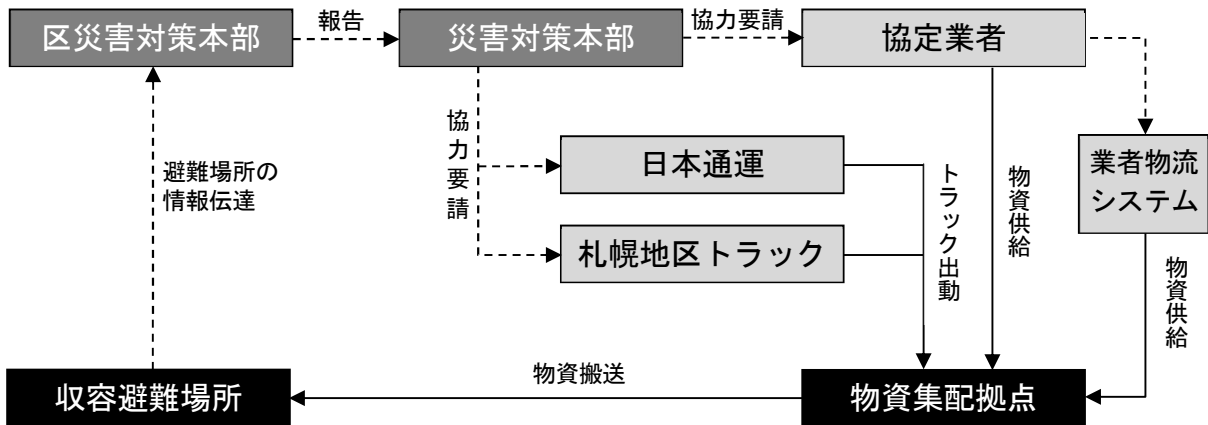 区災害対策本部
報告
災害対策本部
協力要請
協定業者
協力要請
避難場所の
情報伝達
日本通運
札幌地区トラック
トラック出動
物資供給
業者物流
システム
物資供給
収容避難場所
物資搬送
物資集配拠点